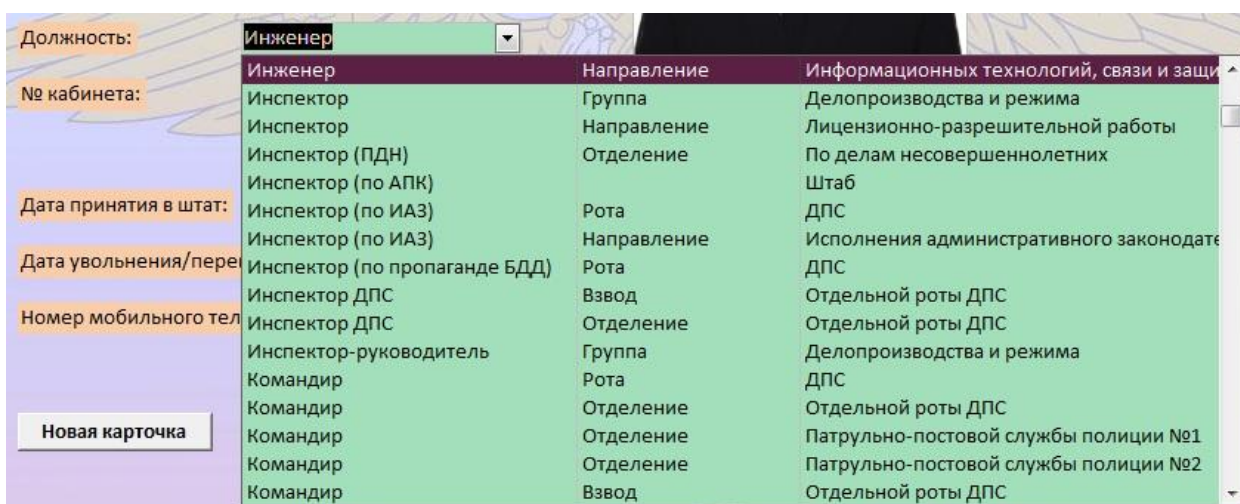 Должность: Инженер
Инженер Направление Информационных технологий, связи и защи
№ кабинета:
Инспектор Группа Делопроизводства и режима
Инспектор Направление Лицензионно-разрешительной работы
Инспектор (ПДН) Отделение По делам несовершеннолетних
Инспектор (по АПК) Штаб
Дата принятия в штат: Инспектор (по ИАЗ) Рота ДПС
Инспектор (по ИАЗ) Направление Исполнения административного законодате
Дата увольнения/пере Инспектор (по пропаганде БДД) Рота ДПС
Инспектор ДПС Взвод Отдельной роты ДПС
Номер мобильного тел Инспектор ДПС Отделение Отдельной роты ДПС
Инспектор-руководитель Группа Делопроизводства и режима
Командир Рота ДПС
Командир Отделение Отдельной роты ДПС
Новая карточка Командир Отделение Патрульно-постовой службы полиции №1
Командир Отделение Патрульно-постовой службы полиции №2
Командир Взвод Отдельной роты ДПС